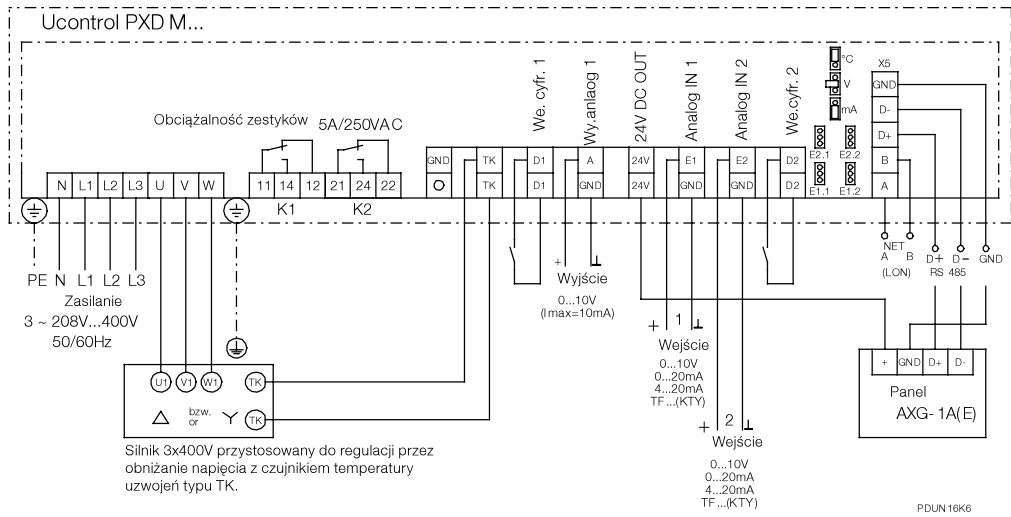 Ucontrol PXD M...
We. cyfr. 1
Wy.anlaog 1
24V DC OUT
Analog IN 1
Analog IN 2
We.cyfr. 2
°C
V
mA
X5
GND
D-
D+
B
A
E2.1 E2.2
E1.1 E1.2
Obciążalność zestyków 5A/250VAC
N L1 L2 L3 U V W
11 14 12 21 24 22
K1 K2
GND TK D1 A 24V E1 E2 D2
TK D1 GND 24V GND GND D2
PE N L1 L2 L3
Zasilanie
3 ~ 208V...400V
50/60Hz
+ ⊥
Wyjście
0...10V
(Imax=10mA)
+ 1 ⊥
Wejście
0...10V
0...20mA
4...20mA
TF...(KTY)
+ 2 ⊥
Wejście
0...10V
0...20mA
4...20mA
TF...(KTY)
NET
A B
(LON)
D+ D- GND
RS 485
+ GND D+ D-
Panel
AXG-1A(E)
U1 V1 W1 TK
bzw.
or
TK
Silnik 3x400V przystosowany do regulacji przez
obniżanie napięcia z czujnikiem temperatury
uzwojeń typu TK.
PDUN16K6